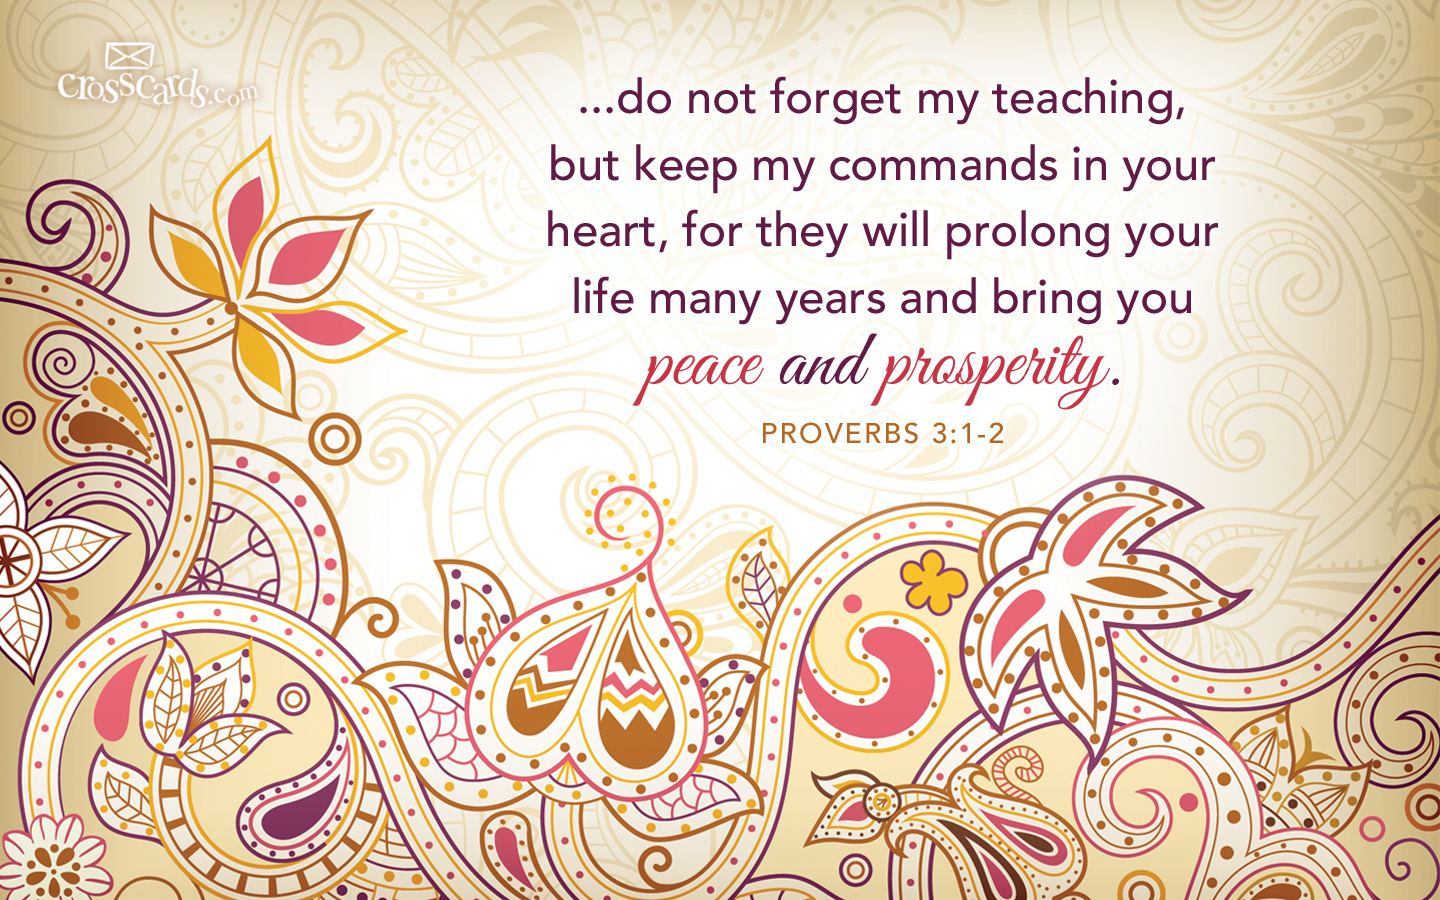 crosscards.com
...do not forget my teaching,
but keep my commands in your
heart, for they will prolong your
life many years and bring you
peace and prosperity.
PROVERBS 3:1-2